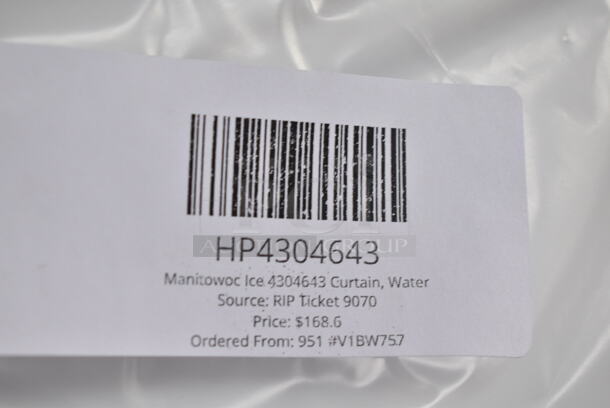 HP4304643
Manitowoc Ice 4304643 Curtain, Water
Source: RIP Ticket 9070
Price: $168.6
Ordered From: 951 #V1BW757